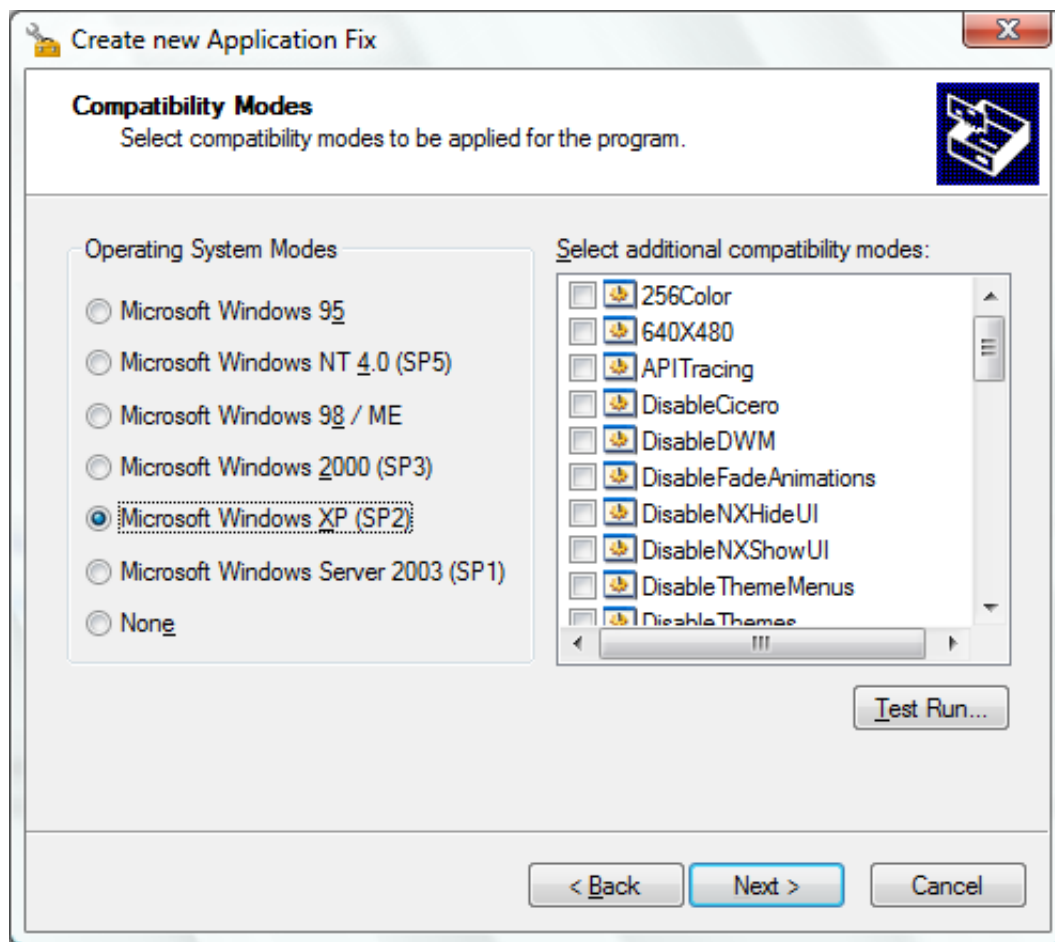 Create new Application Fix
Compatibility Modes
Select compatibility modes to be applied for the program.
Operating System Modes
Microsoft Windows 95
Microsoft Windows NT 4.0 (SP5)
Microsoft Windows 98 / ME
Microsoft Windows 2000 (SP3)
Microsoft Windows XP (SP2)
Microsoft Windows Server 2003 (SP1)
None
Select additional compatibility modes:
256Color
640X480
APITracing
DisableCicero
DisableDWM
DisableFadeAnimations
DisableNXHideUI
DisableNXShowUI
DisableThemeMenus
DisableThemes
Test Run...
< Back
Next >
Cancel